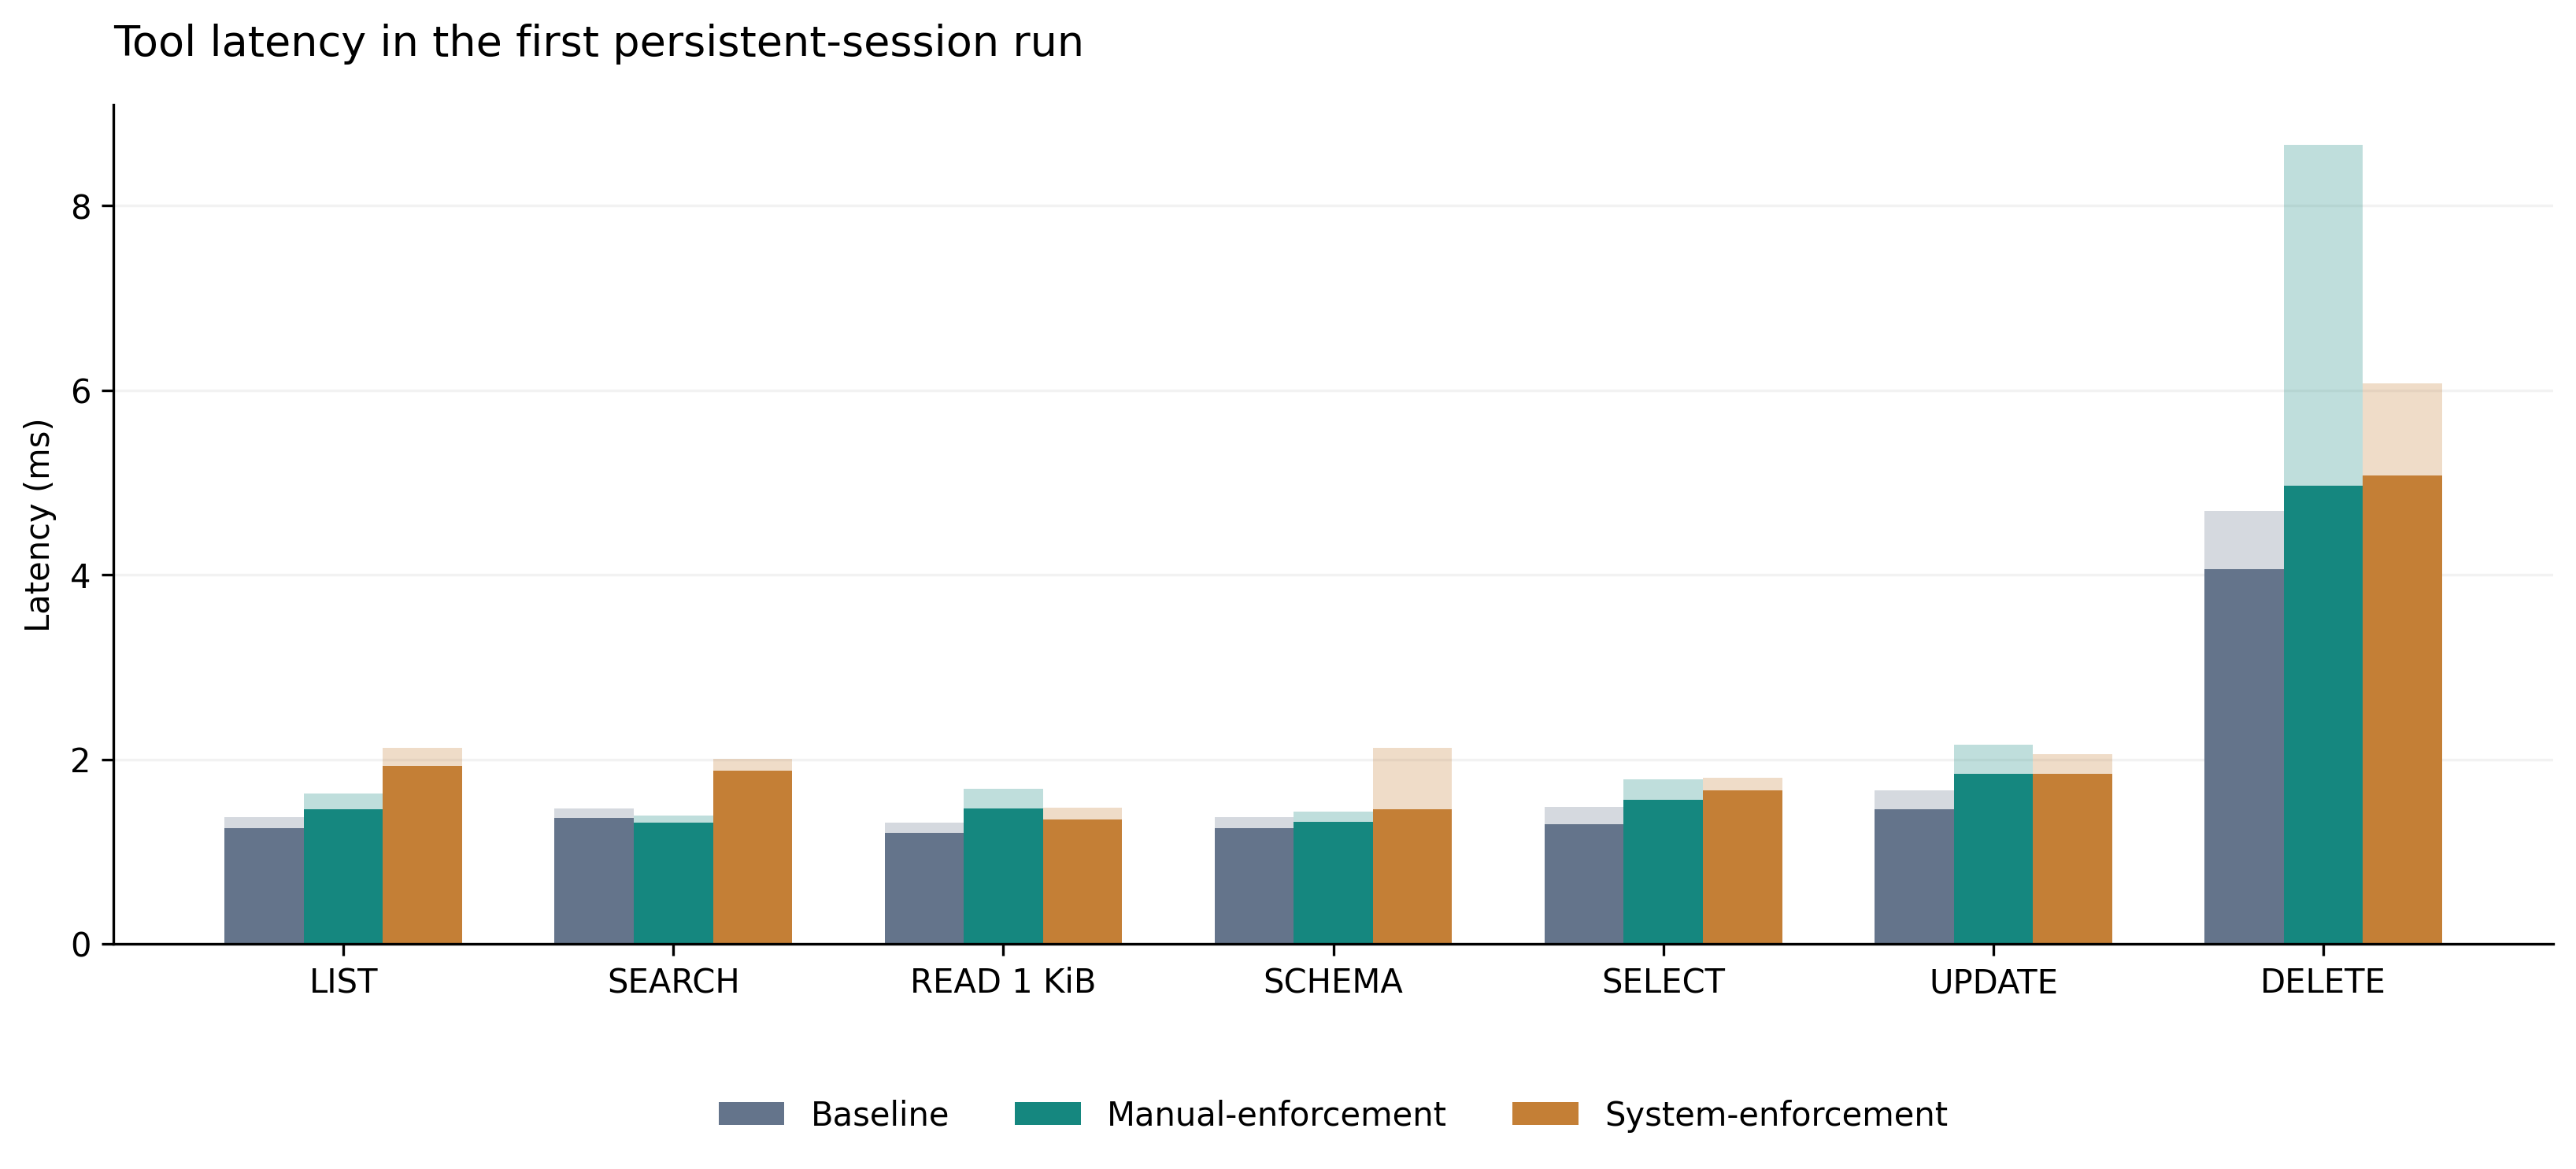 Tool latency in the first persistent-session run
Latency (ms)
8
6
4
2
0
LIST SEARCH READ 1 KiB SCHEMA SELECT UPDATE DELETE
Baseline Manual-enforcement System-enforcement